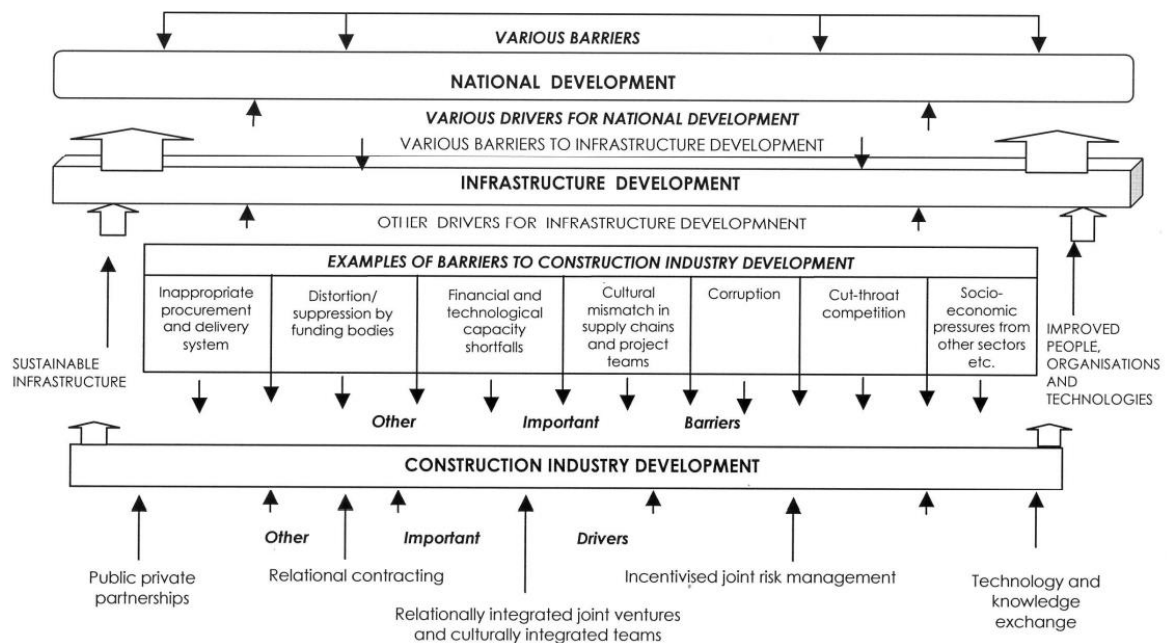 VARIOUS BARRIERS
NATIONAL DEVELOPMENT
VARIOUS DRIVERS FOR NATIONAL DEVELOPMENT
VARIOUS BARRIERS TO INFRASTRUCTURE DEVELOPMENT
INFRASTRUCTURE DEVELOPMENT
OTHER DRIVERS FOR INFRASTRUCTURE DEVELOPMNENT
EXAMPLES OF BARRIERS TO CONSTRUCTION INDUSTRY DEVELOPMENT
Inappropriate
procurement
and delivery
system
Distortion/
suppression by
funding bodies
Financial and
technological
capacity
shortfalls
Cultural
mismatch in
supply chains
and project
teams
Corruption
Cut-throat
competition
Socio-
economic
pressures from
other sectors
etc.
SUSTAINABLE
INFRASTRUCTURE
IMPROVED
PEOPLE,
ORGANISATIONS
AND
TECHNOLOGIES
Other Important Barriers
CONSTRUCTION INDUSTRY DEVELOPMENT
Other Important Drivers
Public private
partnerships
Relational contracting
Relationally integrated joint ventures
and culturally integrated teams
Incentivised joint risk management
Technology and
knowledge
exchange